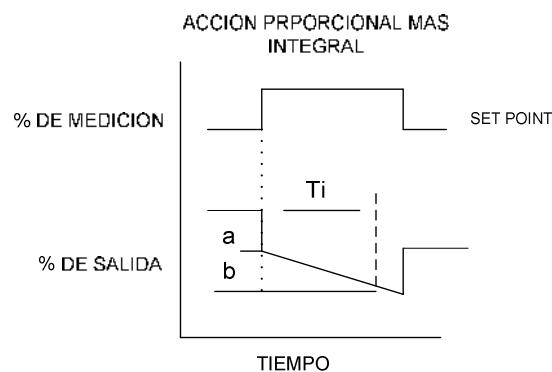 ACCION PRPORCIONAL MAS
INTEGRAL
% DE MEDICION
SET POINT
Ti
a
% DE SALIDA
b
TIEMPO